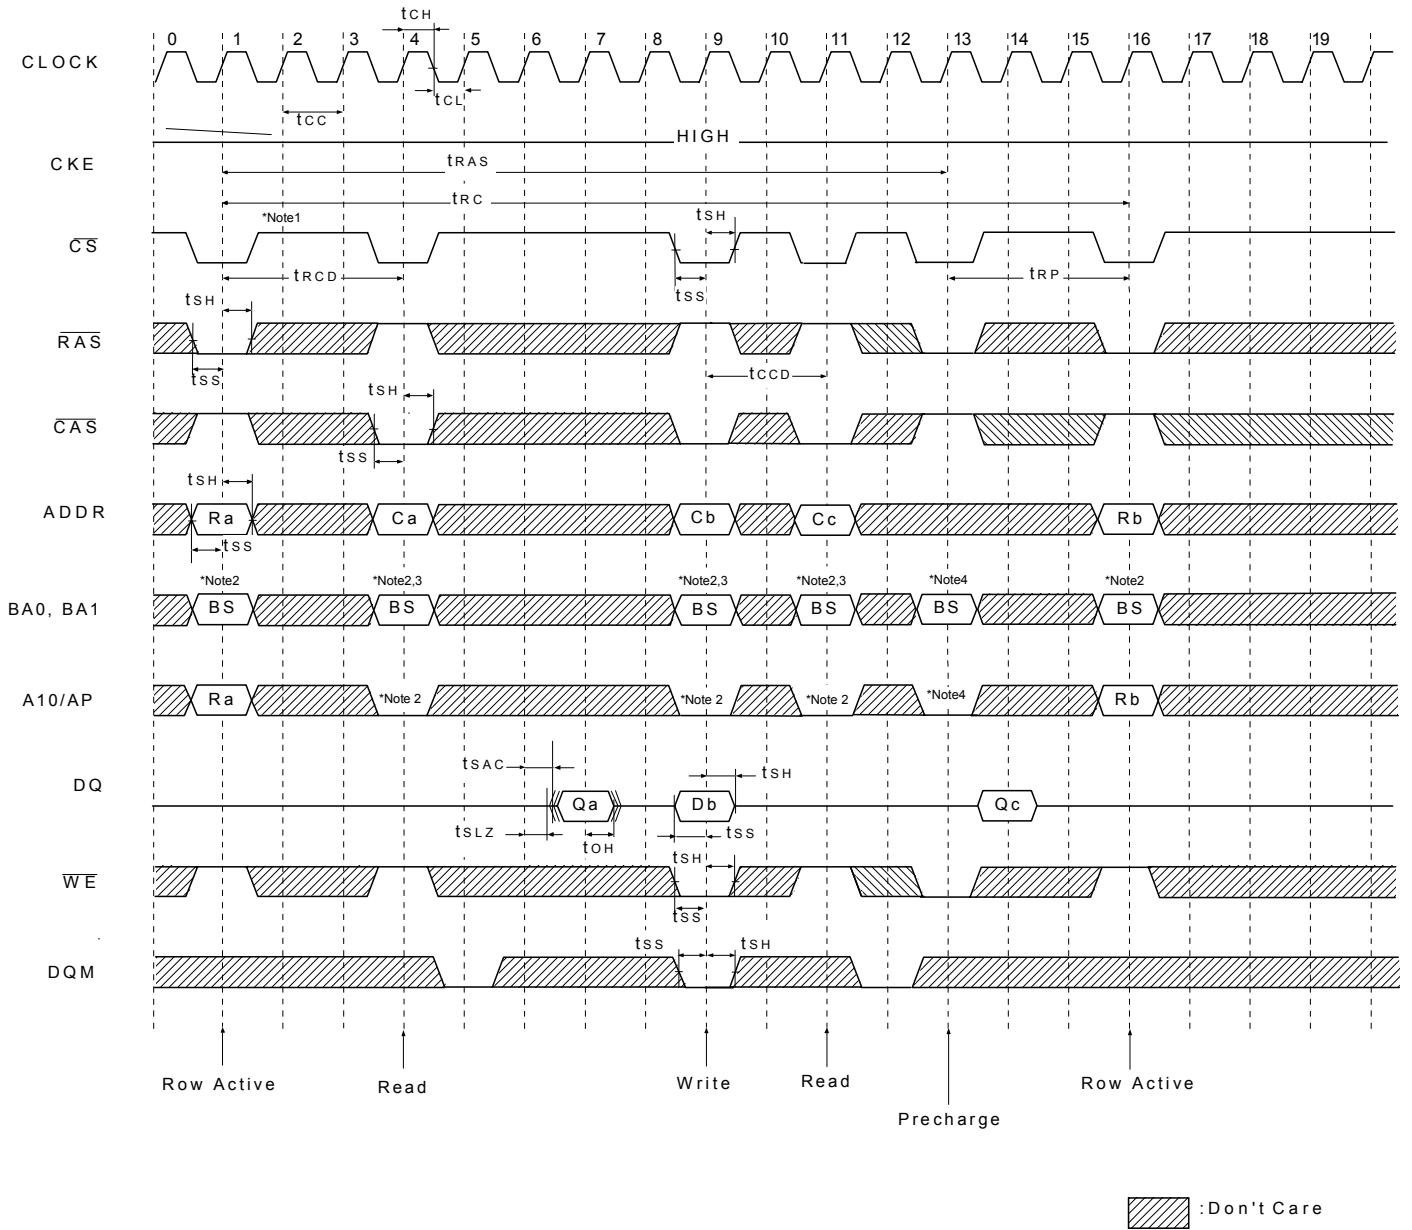 tCH
0 1 2 3 4 5 6 7 8 9 10 11 12 13 14 15 16 17 18 19
CLOCK
tCL
tCC
HIGH
CKE
tRAS
tRC
*Note1
tSH
CS
tRCD
tRP
tSS
tSH
RAS
tSS
tCCD
tSH
CAS
tSS
tSH
ADDR
Ra Ca Cb Cc Rb
tSS
*Note2 *Note2,3 *Note2,3 *Note2,3 *Note4 *Note2
BA0, BA1
BS BS BS BS BS BS
A10/AP
Ra *Note 2 *Note 2 *Note 2 *Note4 Rb
tSAC
tSH
DQ
Qa Db Qc
tSLZ
tSS
tOH
tSH
WE
tSS
tSS tSH
DQM
Row Active Read Write Read Row Active
Precharge
:Don't Care